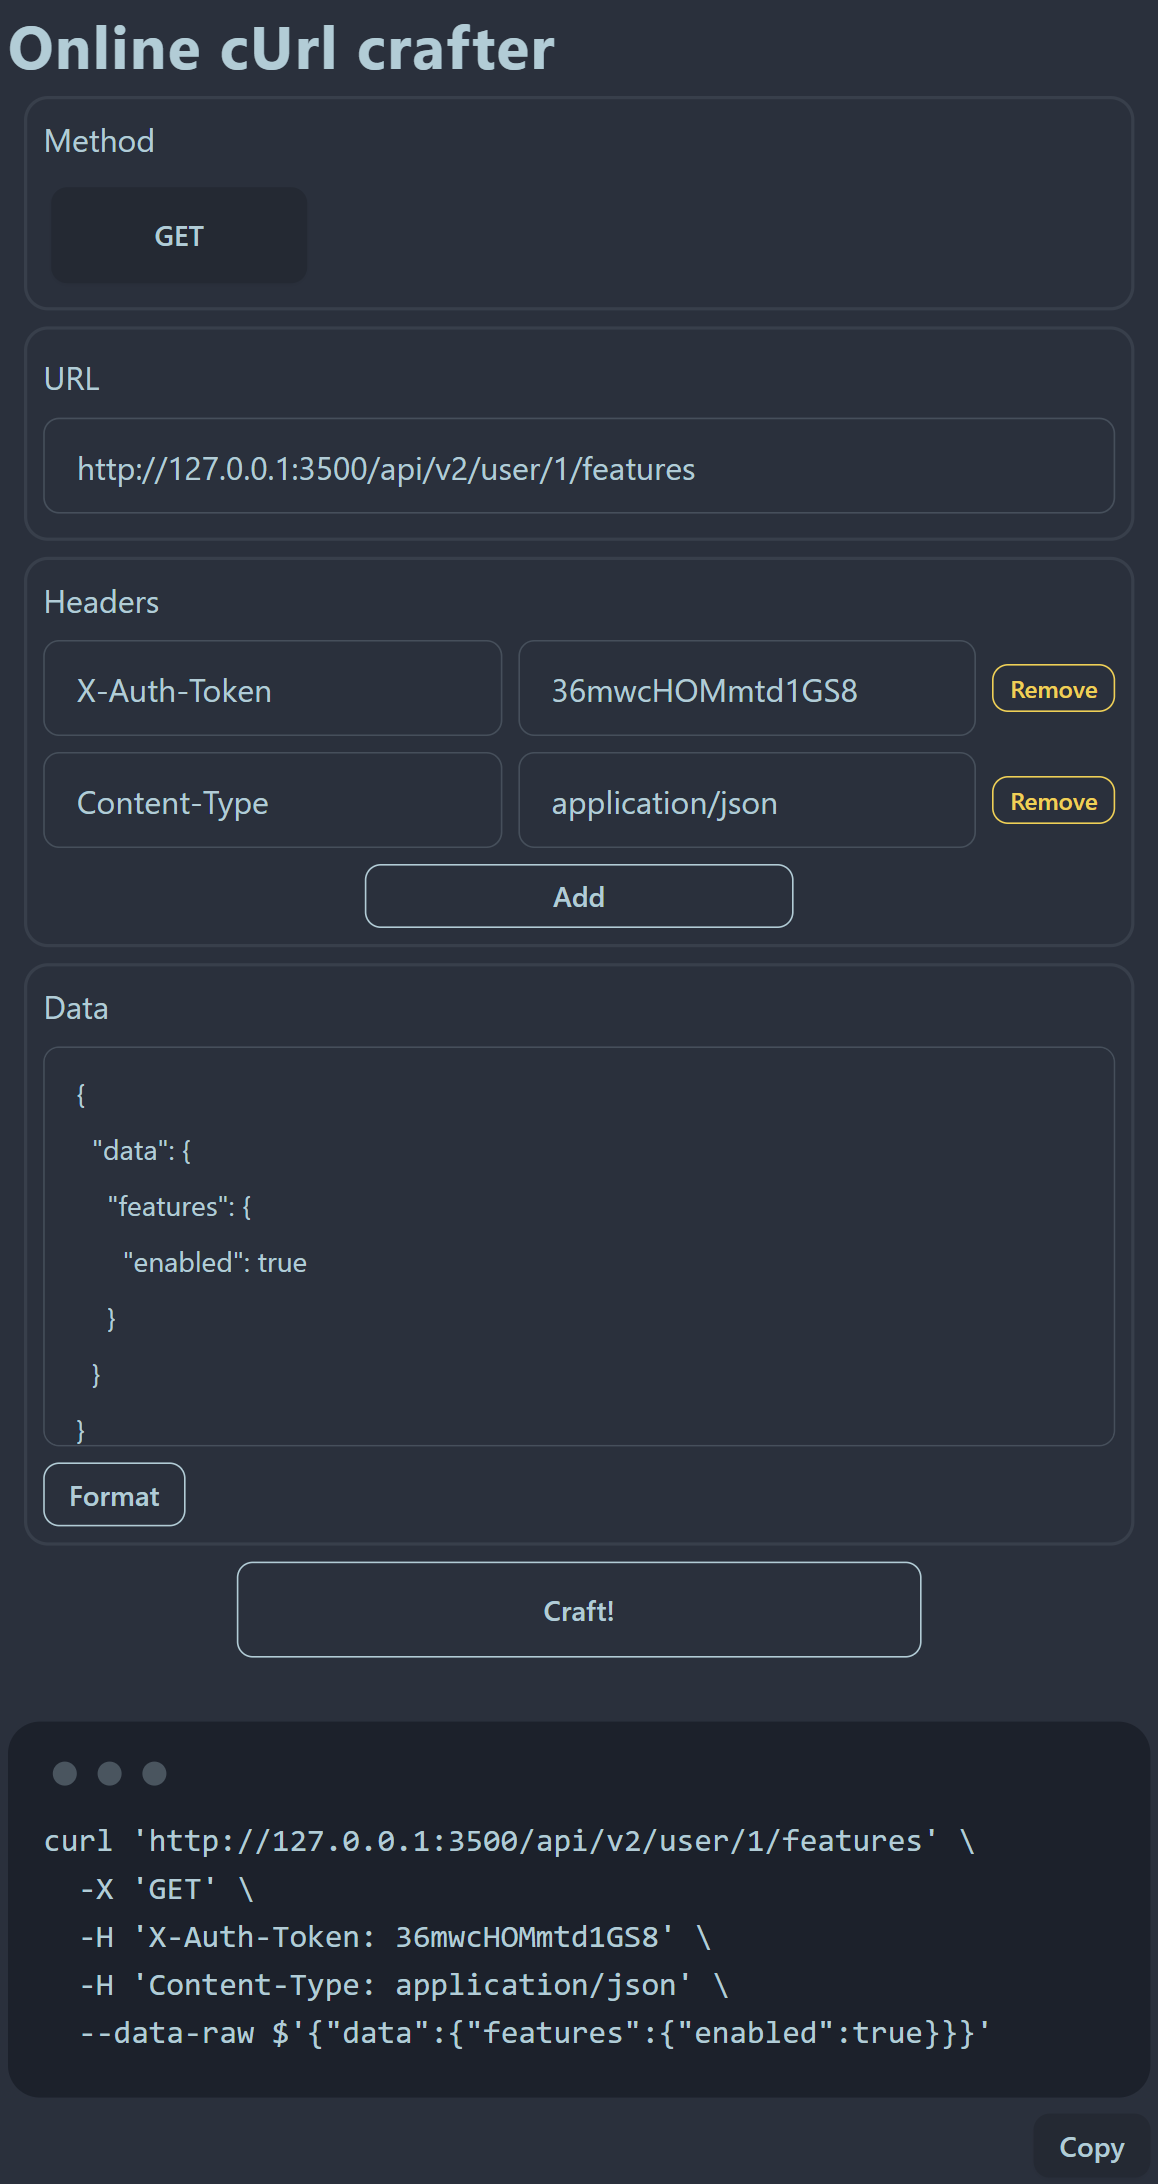 Online cUrl crafter
Method
GET
URL
http://127.0.0.1:3500/api/v2/user/1/features
Headers
X-Auth-Token 36mwcHOMmtd1GS8 Remove
Content-Type application/json Remove
Add
Data
{
"data": {
"features": {
"enabled": true
}
}
}
Format
Craft!
curl 'http://127.0.0.1:3500/api/v2/user/1/features' \
-X 'GET' \
-H 'X-Auth-Token: 36mwcHOMmtd1GS8' \
-H 'Content-Type: application/json' \
--data-raw $'{"data":{"features":{"enabled":true}}}'
Copy